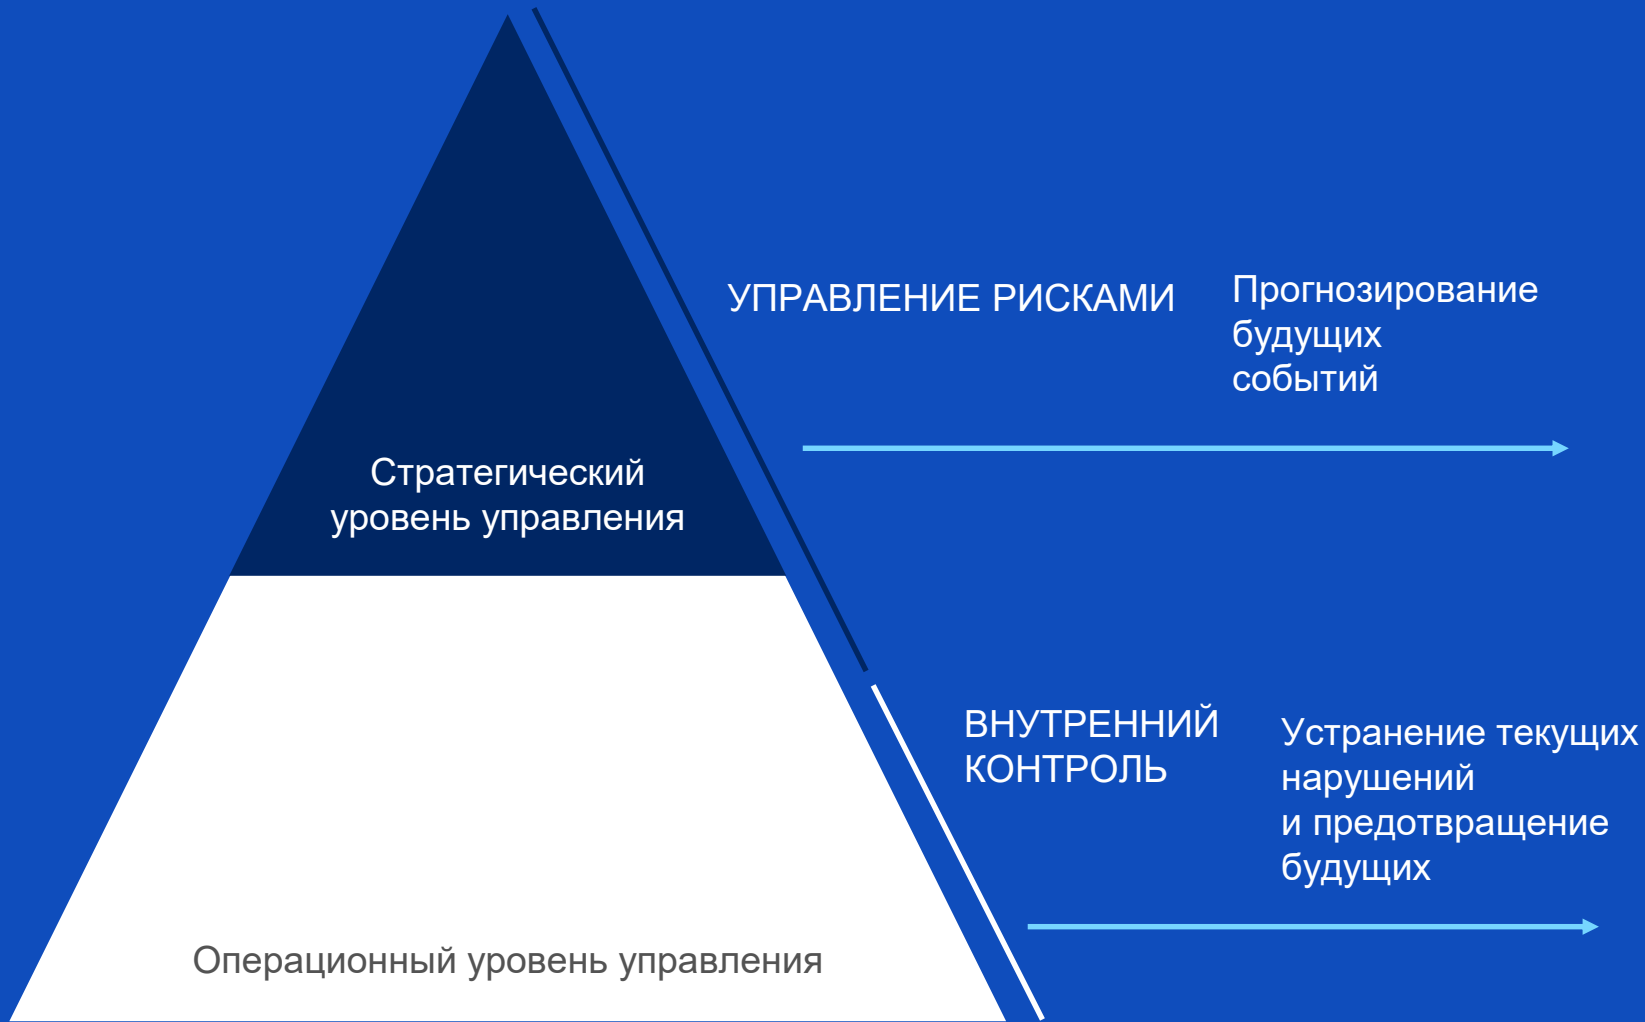 УПРАВЛЕНИЕ РИСКАМИ
Прогнозирование
будущих
событий
Стратегический
уровень управления
ВНУТРЕННИЙ
КОНТРОЛЬ
Устранение текущих
нарушений
и предотвращение
будущих
Операционный уровень управления